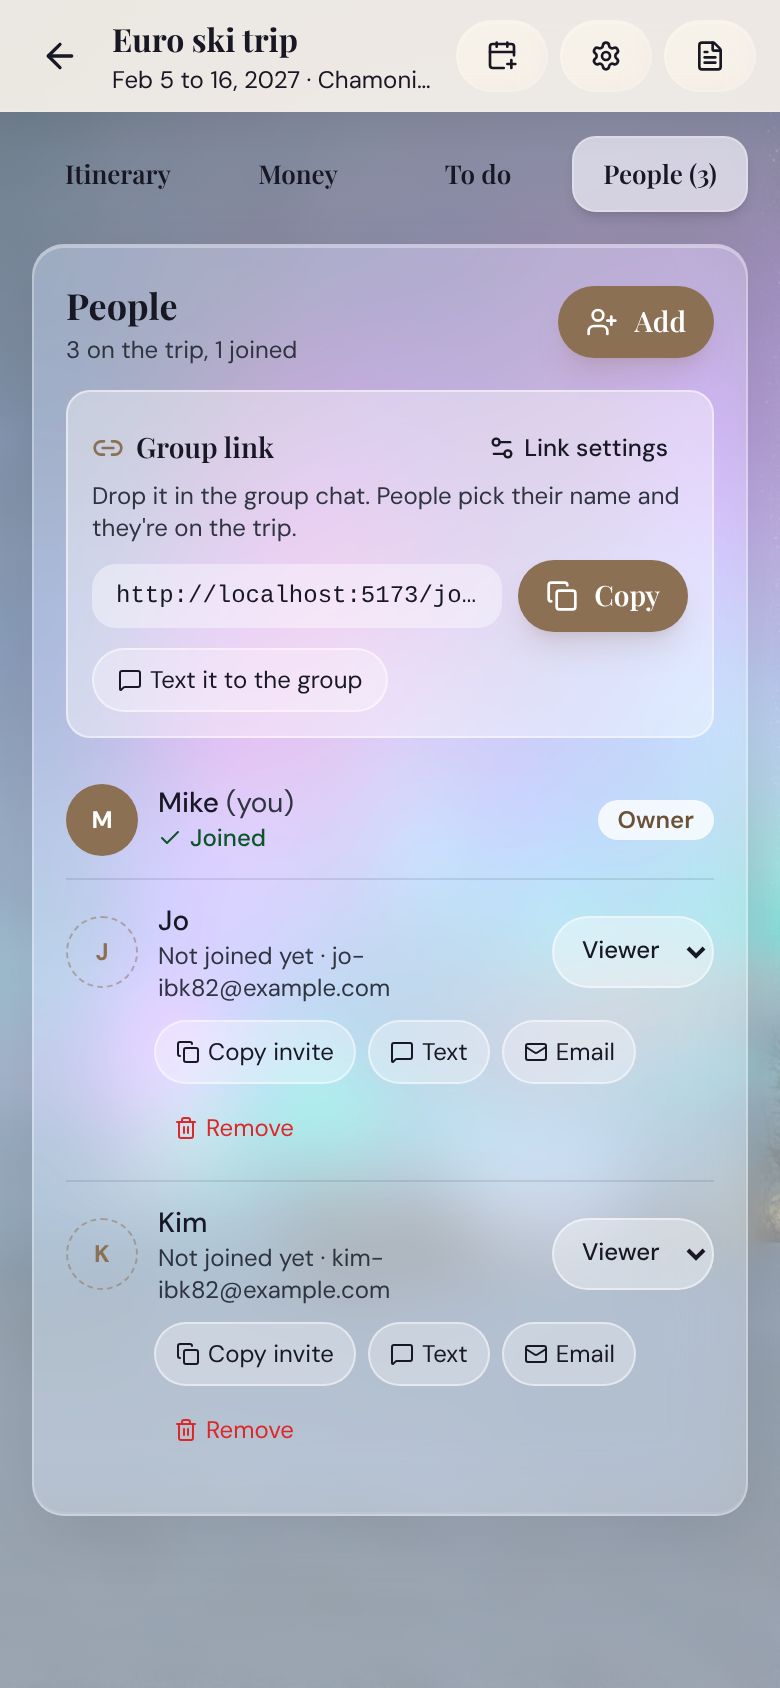 Euro ski trip
Feb 5 to 16, 2027 · Chamoni...
Itinerary
Money
To do
People (3)
People
3 on the trip, 1 joined
Add
Group link
Link settings
Drop it in the group chat. People pick their name and
they're on the trip.
http://localhost:5173/jo...
Copy
Text it to the group
M
Mike (you)
Joined
Owner
J
Jo
Not joined yet · jo-
ibk82@example.com
Viewer
Copy invite
Text
Email
Remove
K
Kim
Not joined yet · kim-
ibk82@example.com
Viewer
Copy invite
Text
Email
Remove